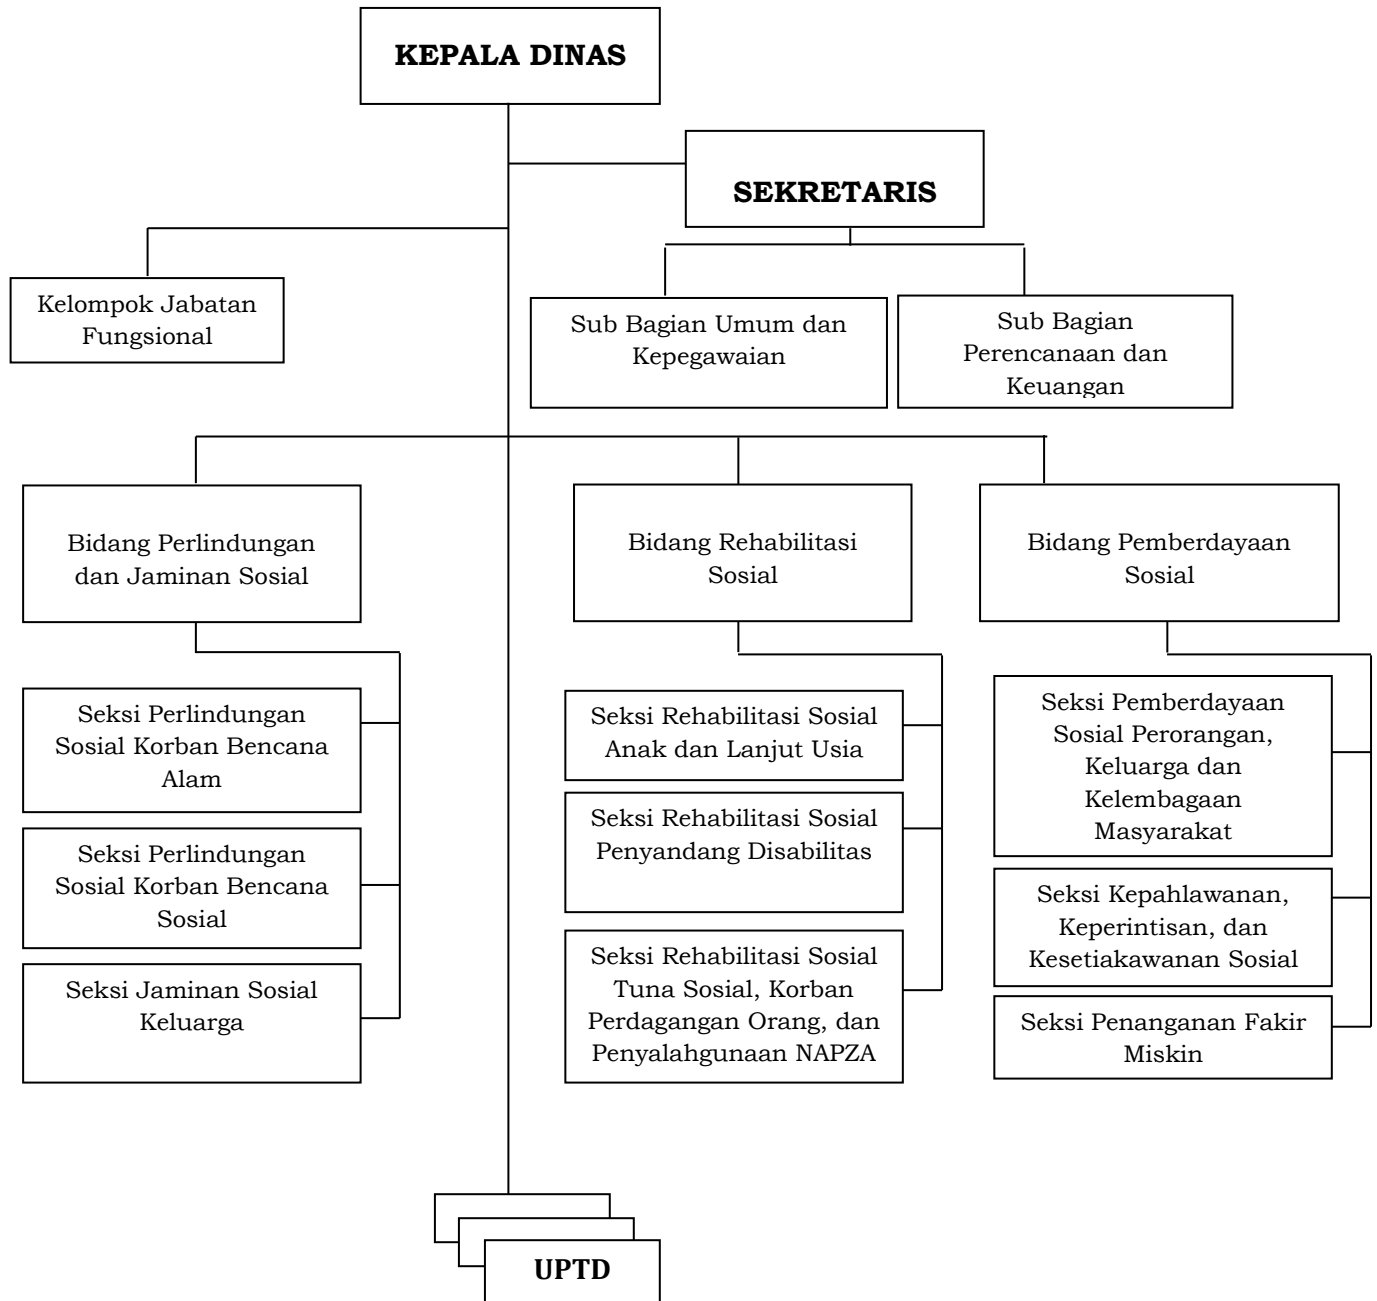 KEPALA DINAS
SEKRETARIS
Kelompok Jabatan
Fungsional
Sub Bagian Umum dan
Kepegawaian
Sub Bagian
Perencanaan dan
Keuangan
Bidang Perlindungan
dan Jaminan Sosial
Bidang Rehabilitasi
Sosial
Bidang Pemberdayaan
Sosial
Seksi Perlindungan
Sosial Korban Bencana
Alam
Seksi Perlindungan
Sosial Korban Bencana
Sosial
Seksi Jaminan Sosial
Keluarga
Seksi Rehabilitasi Sosial
Anak dan Lanjut Usia
Seksi Rehabilitasi Sosial
Penyandang Disabilitas
Seksi Rehabilitasi Sosial
Tuna Sosial, Korban
Perdagangan Orang, dan
Penyalahgunaan NAPZA
Seksi Pemberdayaan
Sosial Perorangan,
Keluarga dan
Kelembagaan
Masyarakat
Seksi Kepahlawanan,
Keperintisan, dan
Kesetiakawanan Sosial
Seksi Penanganan Fakir
Miskin
UPTD